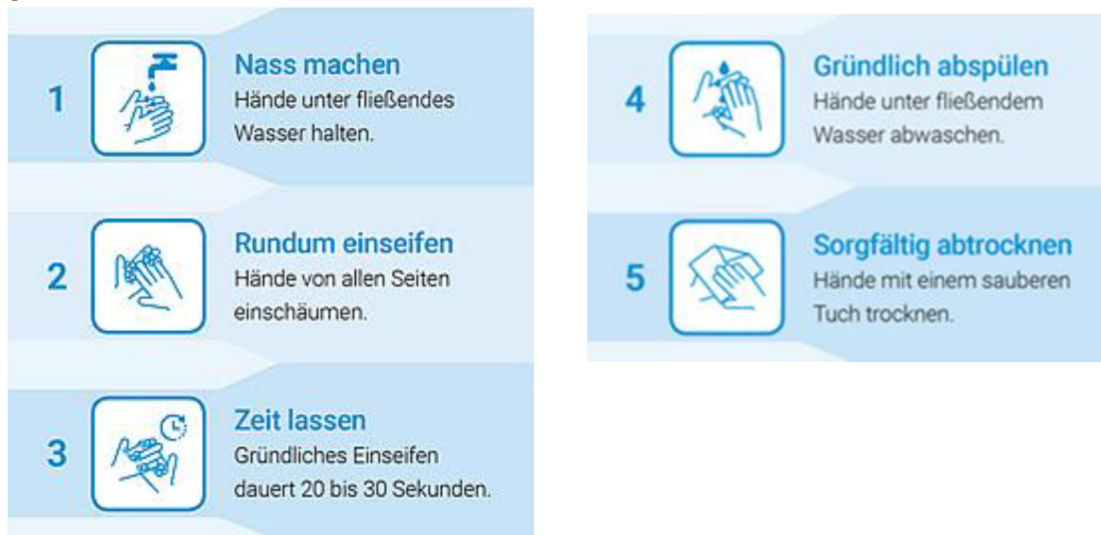 1
Nass machen
Hände unter fließendes
Wasser halten.
2
Rundum einseifen
Hände von allen Seiten
einschäumen.
3
Zeit lassen
Gründliches Einseifen
dauert 20 bis 30 Sekunden.
4
Gründlich abspülen
Hände unter fließendem
Wasser abwaschen.
5
Sorgfältig abtrocknen
Hände mit einem sauberen
Tuch trocknen.